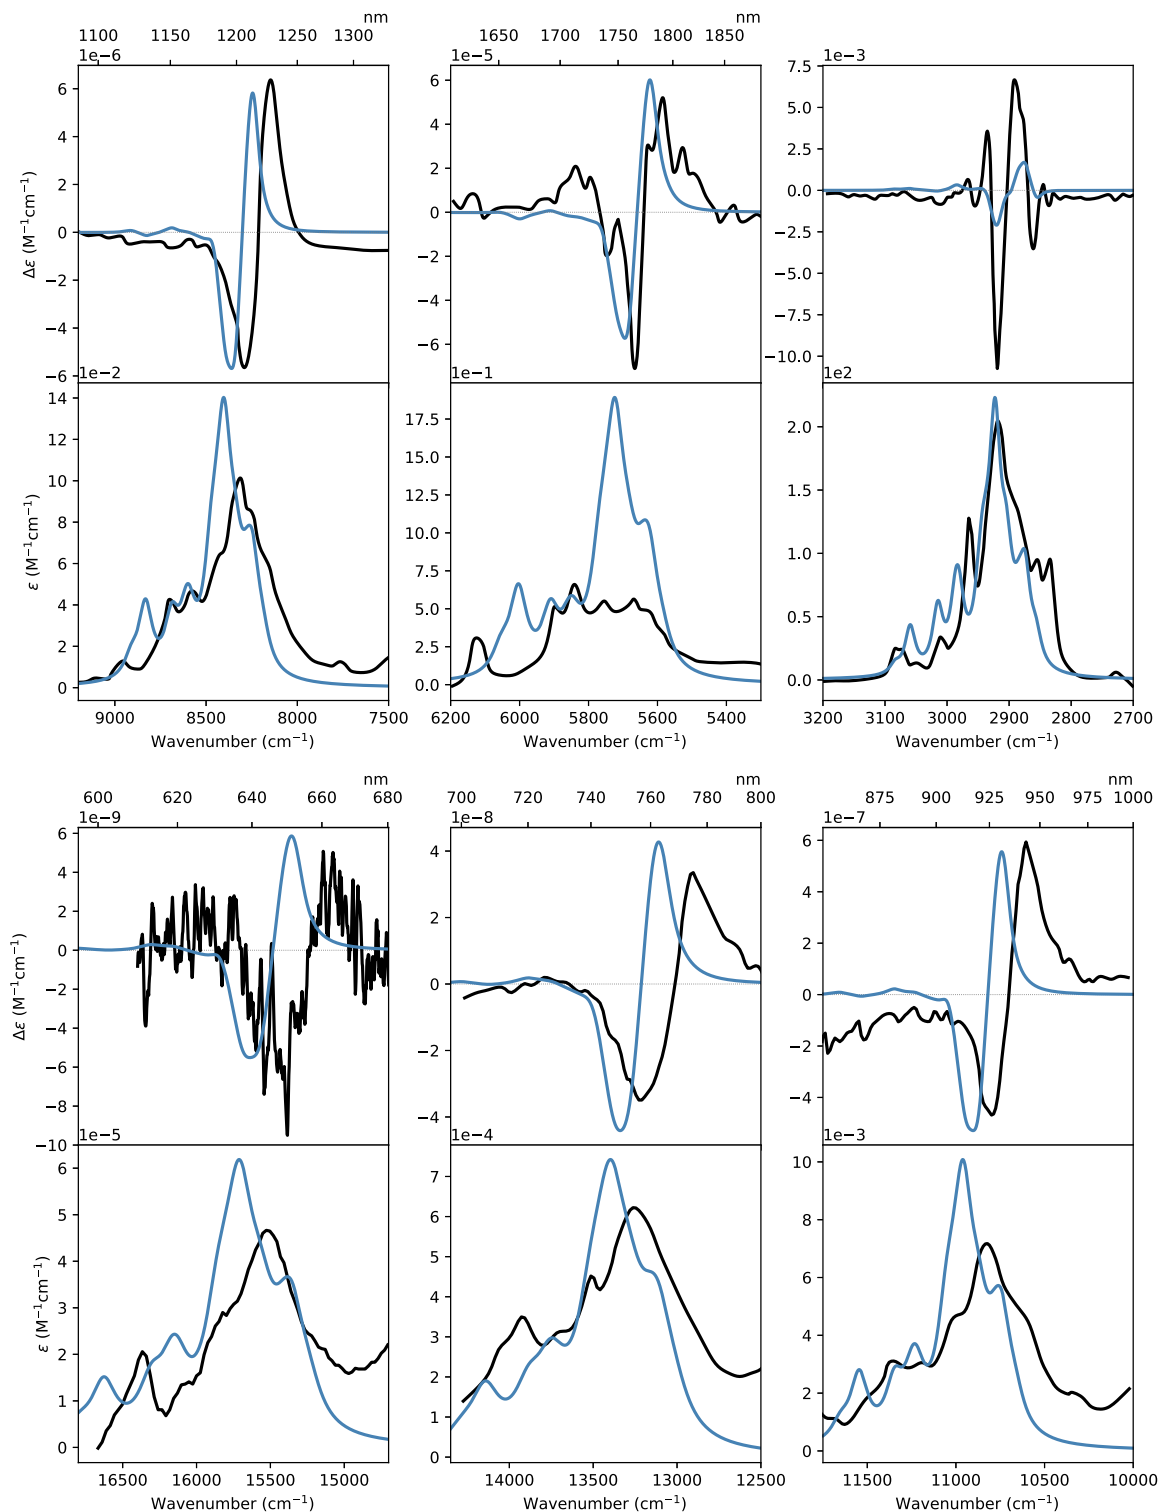 nm nm nm
1100 1150 1200 1250 1300 1650 1700 1750 1800 1850
1e−6 1e−5 1e−3
6 4 2 0 −2 −4 −6
6 4 2 0 −2 −4 −6
7.5 5.0 2.5 0.0 −2.5 −5.0 −7.5 −10.0
Δε (M⁻¹cm⁻¹)
1e−2 1e−1 1e2
14 12 10 8 6 4 2 0
17.5 15.0 12.5 10.0 7.5 5.0 2.5 0.0
2.0 1.5 1.0 0.5 0.0
ε (M⁻¹cm⁻¹)
9000 8500 8000 7500 6200 6000 5800 5600 5400 3200 3100 3000 2900 2800 2700
Wavenumber (cm⁻¹) Wavenumber (cm⁻¹) Wavenumber (cm⁻¹)
nm nm nm
600 620 640 660 680 700 720 740 760 780 800 875 900 925 950 975 1000
1e−9 1e−8 1e−7
6 4 2 0 −2 −4 −6 −8 −10
4 2 0 −2 −4
6 4 2 0 −2 −4
Δε (M⁻¹cm⁻¹)
1e−5 1e−4 1e−3
6 5 4 3 2 1 0
7 6 5 4 3 2 1 0
10 8 6 4 2 0
ε (M⁻¹cm⁻¹)
16500 16000 15500 15000 14000 13500 13000 12500 11500 11000 10500 10000
Wavenumber (cm⁻¹) Wavenumber (cm⁻¹) Wavenumber (cm⁻¹)